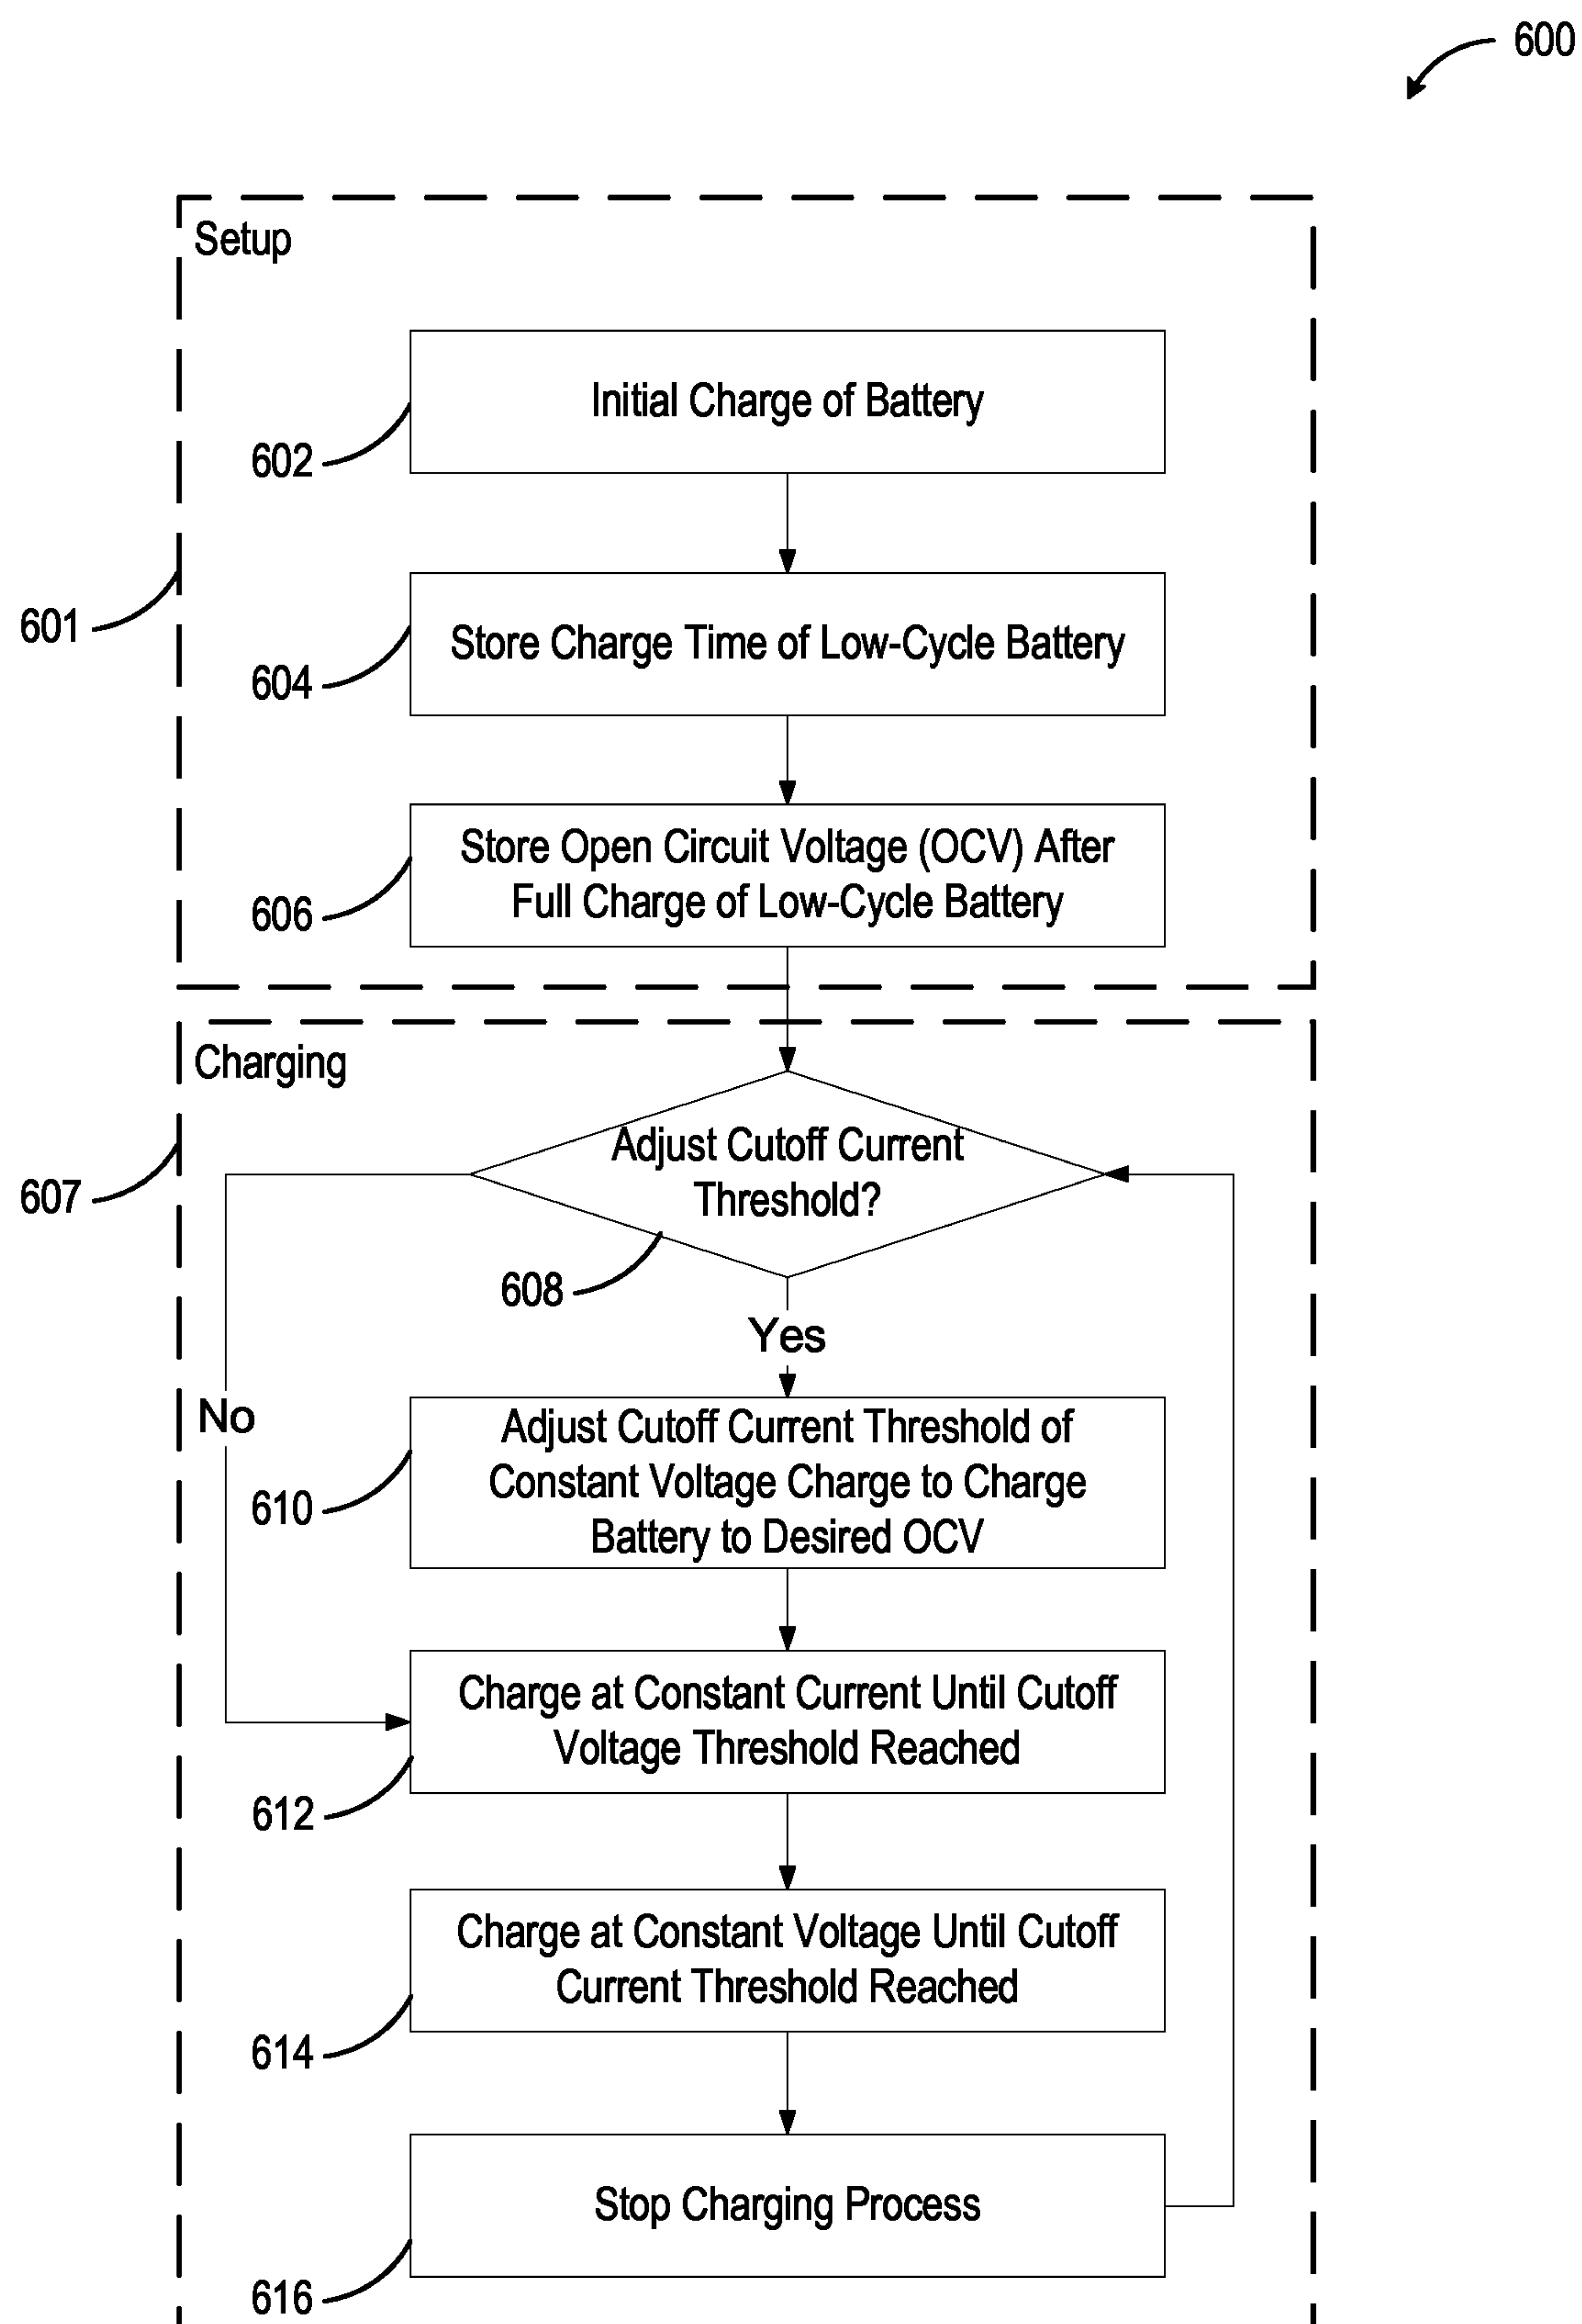 600
Setup
Initial Charge of Battery
602
Store Charge Time of Low-Cycle Battery
601
604
Store Open Circuit Voltage (OCV) After
Full Charge of Low-Cycle Battery
606
Charging
Adjust Cutoff Current
Threshold?
607
608
Yes
No
Adjust Cutoff Current Threshold of
Constant Voltage Charge to Charge
Battery to Desired OCV
610
Charge at Constant Current Until Cutoff
Voltage Threshold Reached
612
Charge at Constant Voltage Until Cutoff
Current Threshold Reached
614
Stop Charging Process
616